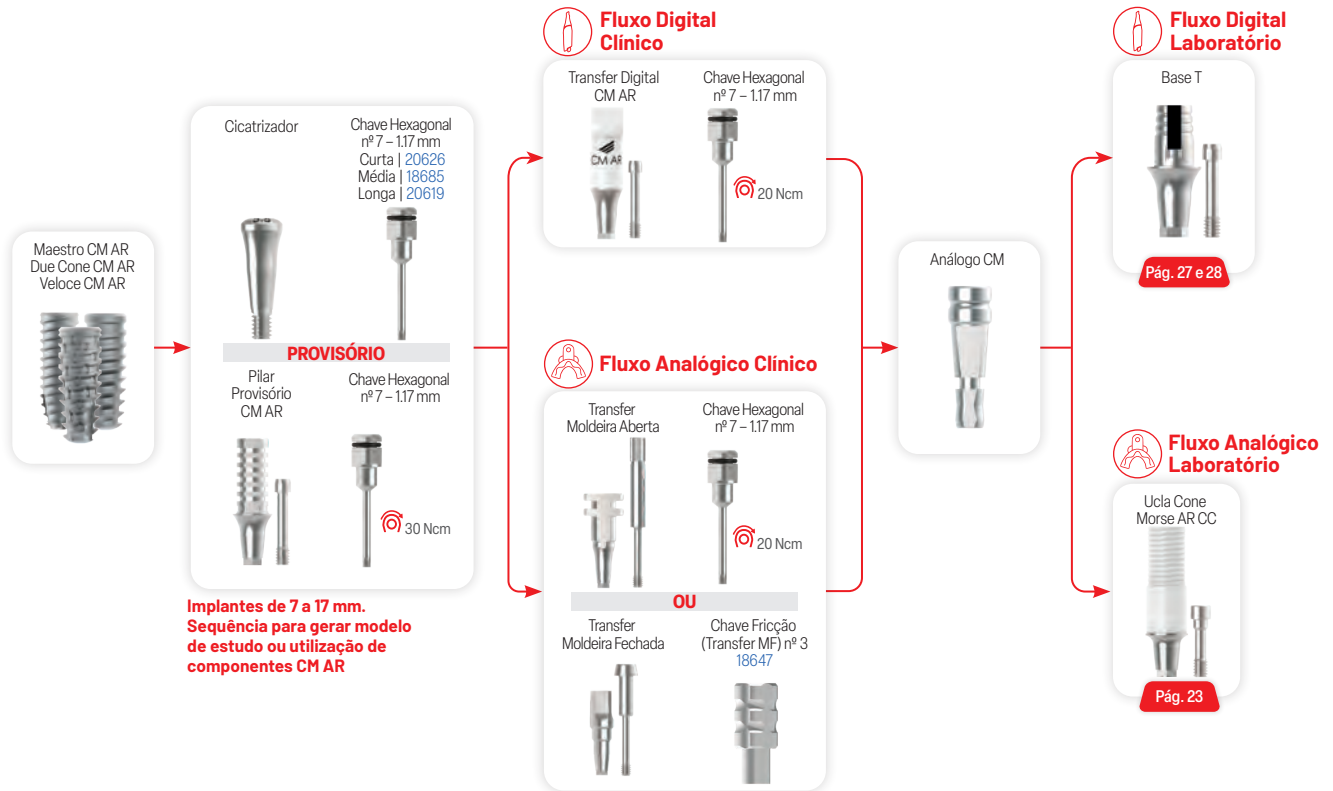 Maestro CM AR
Due Cone CM AR
Veloce CM AR
Cicatrizador
Chave Hexagonal
nº 7 – 1.17 mm
Curta | 20626
Média | 18685
Longa | 20619
PROVISÓRIO
Pilar
Provisório
CM AR
Chave Hexagonal
nº 7 – 1.17 mm
30 Ncm
Implantes de 7 a 17 mm.
Sequência para gerar modelo
de estudo ou utilização de
componentes CM AR
Fluxo Digital
Clínico
Transfer Digital
CM AR
CM AR
Chave Hexagonal
nº 7 – 1.17 mm
20 Ncm
Fluxo Analógico Clínico
Transfer
Moldeira Aberta
Chave Hexagonal
nº 7 – 1.17 mm
20 Ncm
OU
Transfer
Moldeira Fechada
Chave Fricção
(Transfer MF) nº 3
18647
Análogo CM
Fluxo Digital
Laboratório
Base T
Pág. 27 e 28
Fluxo Analógico
Laboratório
Ucla Cone
Morse AR CC
Pág. 23